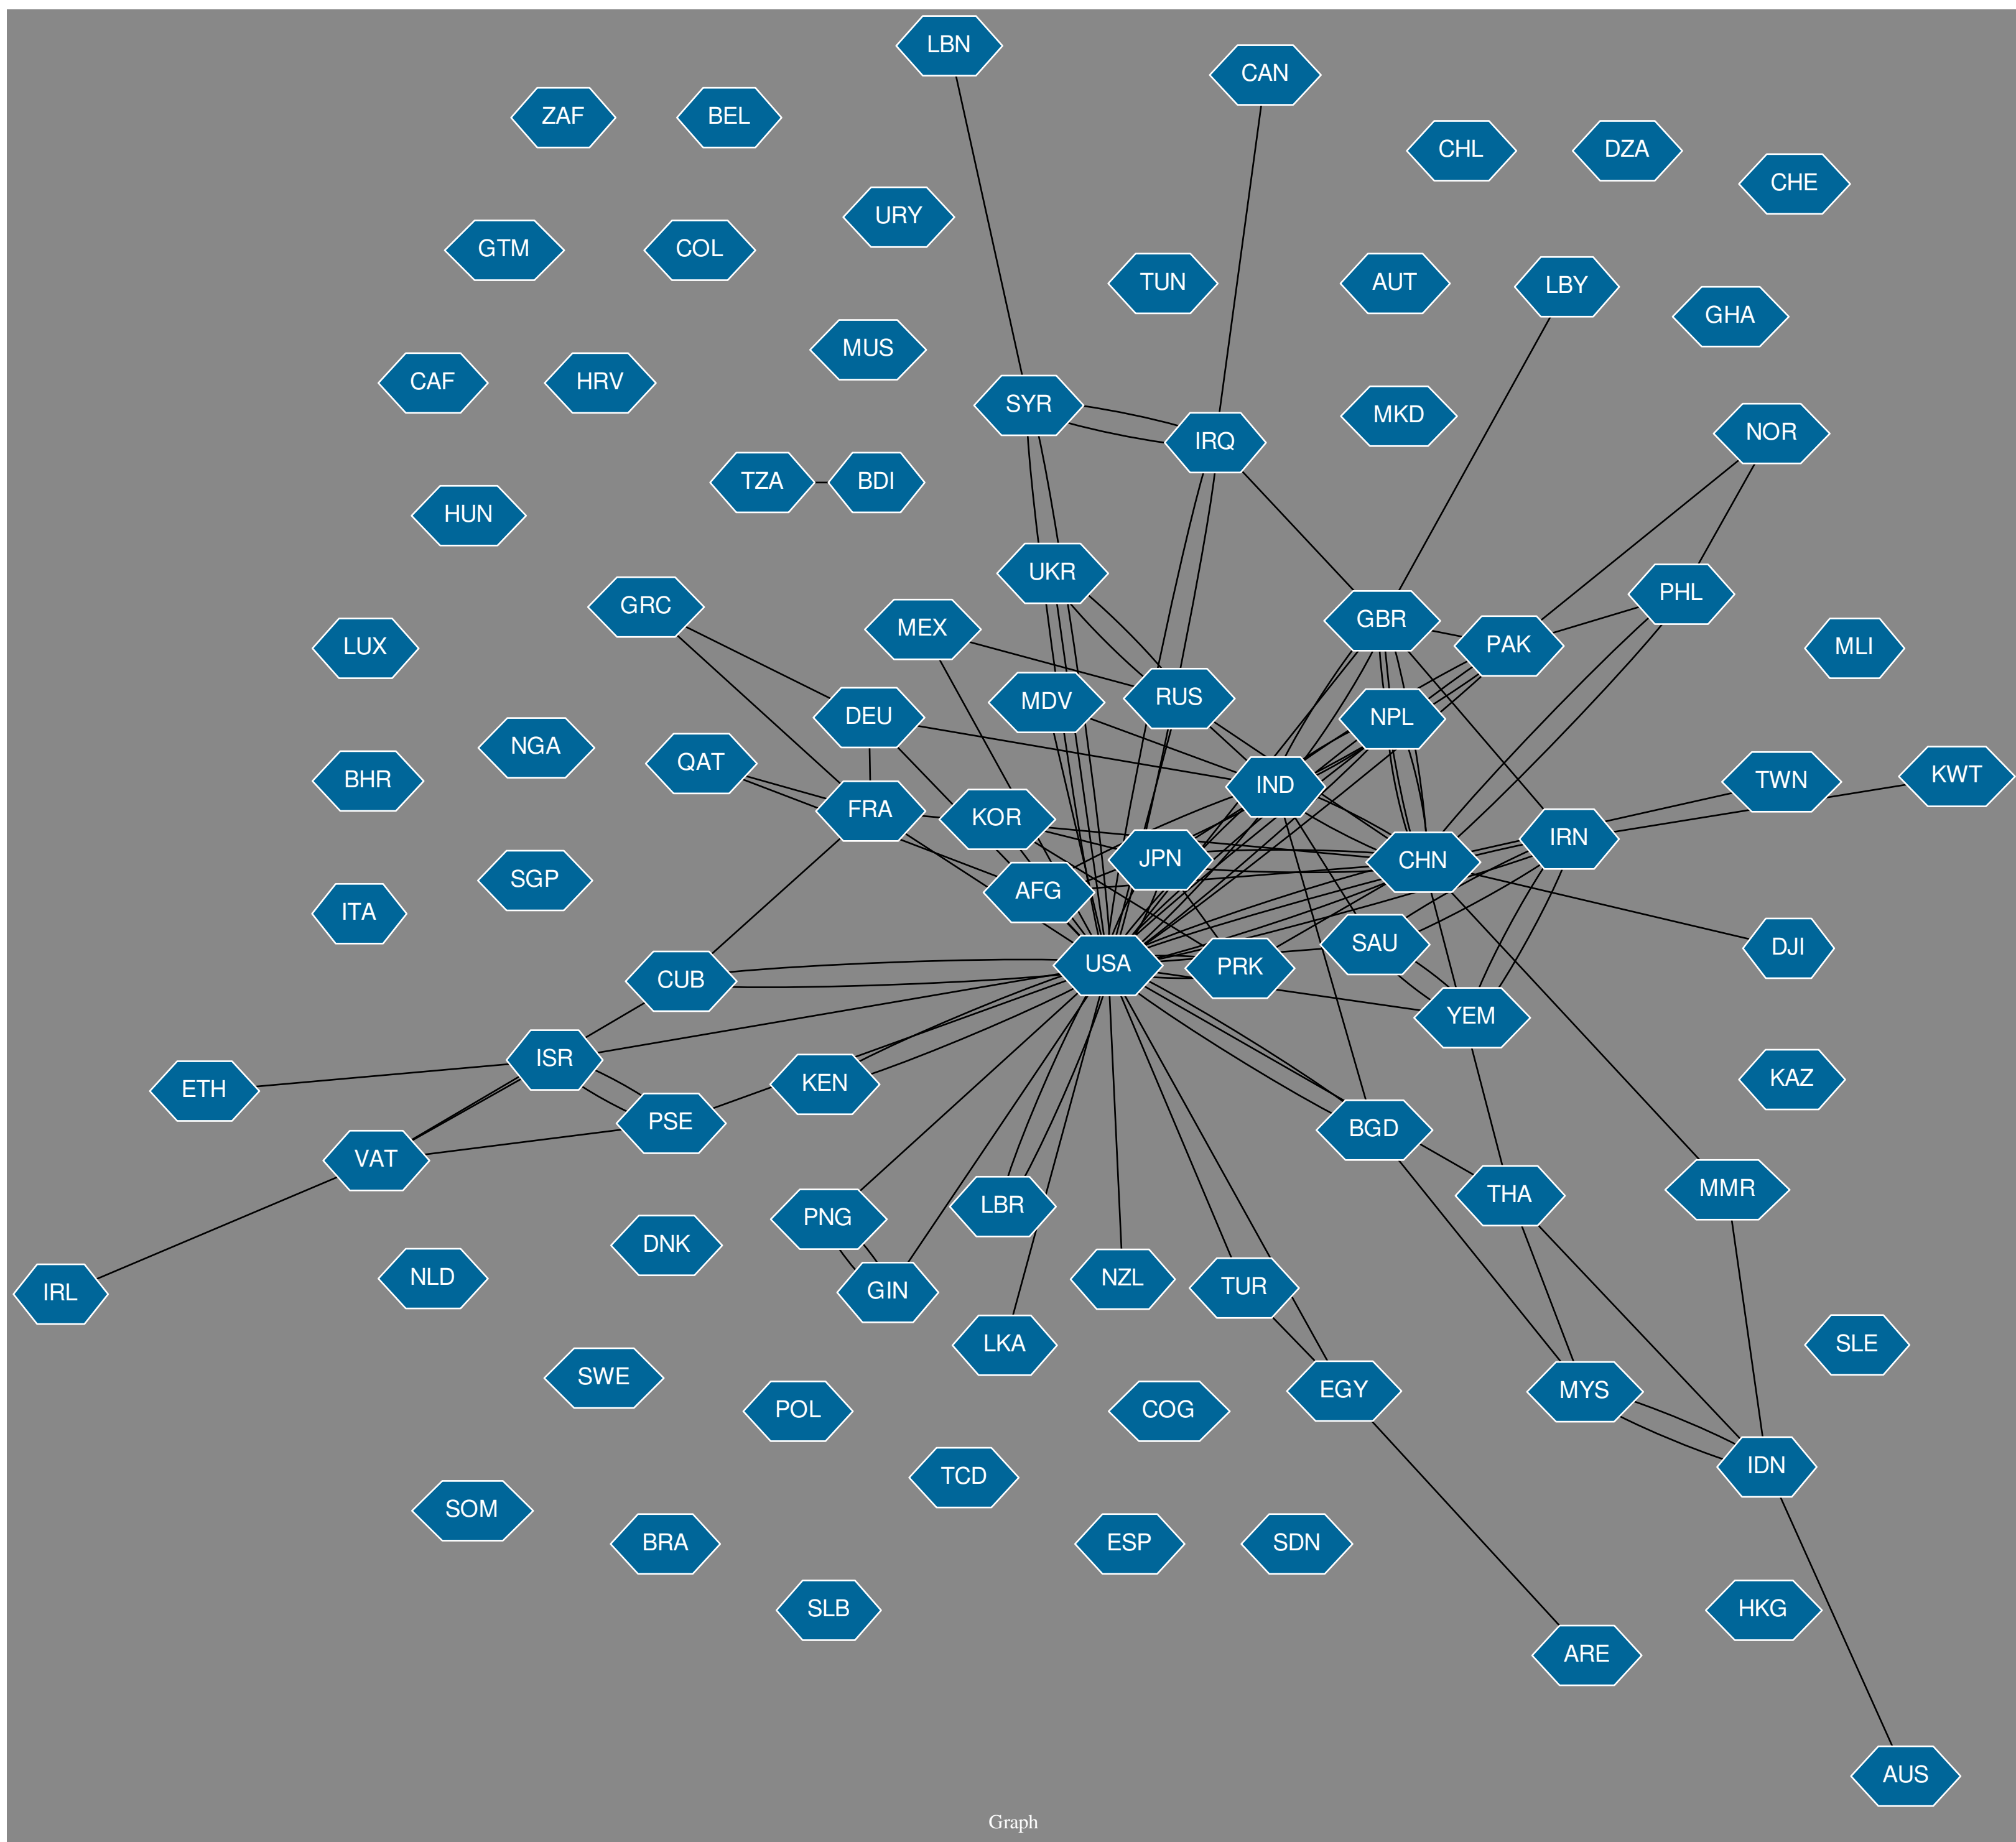 LBN
CAN
ZAF
BEL
CHL
DZA
CHE
URY
GTM
COL
TUN
AUT
LBY
GHA
MUS
CAF
HRV
SYR
MKD
NOR
IRQ
TZA
BDI
HUN
UKR
PHL
GRC
GBR
MEX
PAK
LUX
MLI
RUS
MDV
DEU
NPL
NGA
QAT
KWT
BHR
TWN
IND
FRA
KOR
IRN
JPN
CHN
SGP
AFG
ITA
SAU
DJI
USA
PRK
CUB
YEM
ISR
KAZ
KEN
ETH
PSE
BGD
VAT
MMR
THA
LBR
PNG
DNK
NLD
NZL
TUR
IRL
GIN
LKA
SLE
SWE
EGY
MYS
POL
COG
IDN
TCD
SOM
BRA
ESP
SDN
SLB
HKG
ARE
AUS
Graph